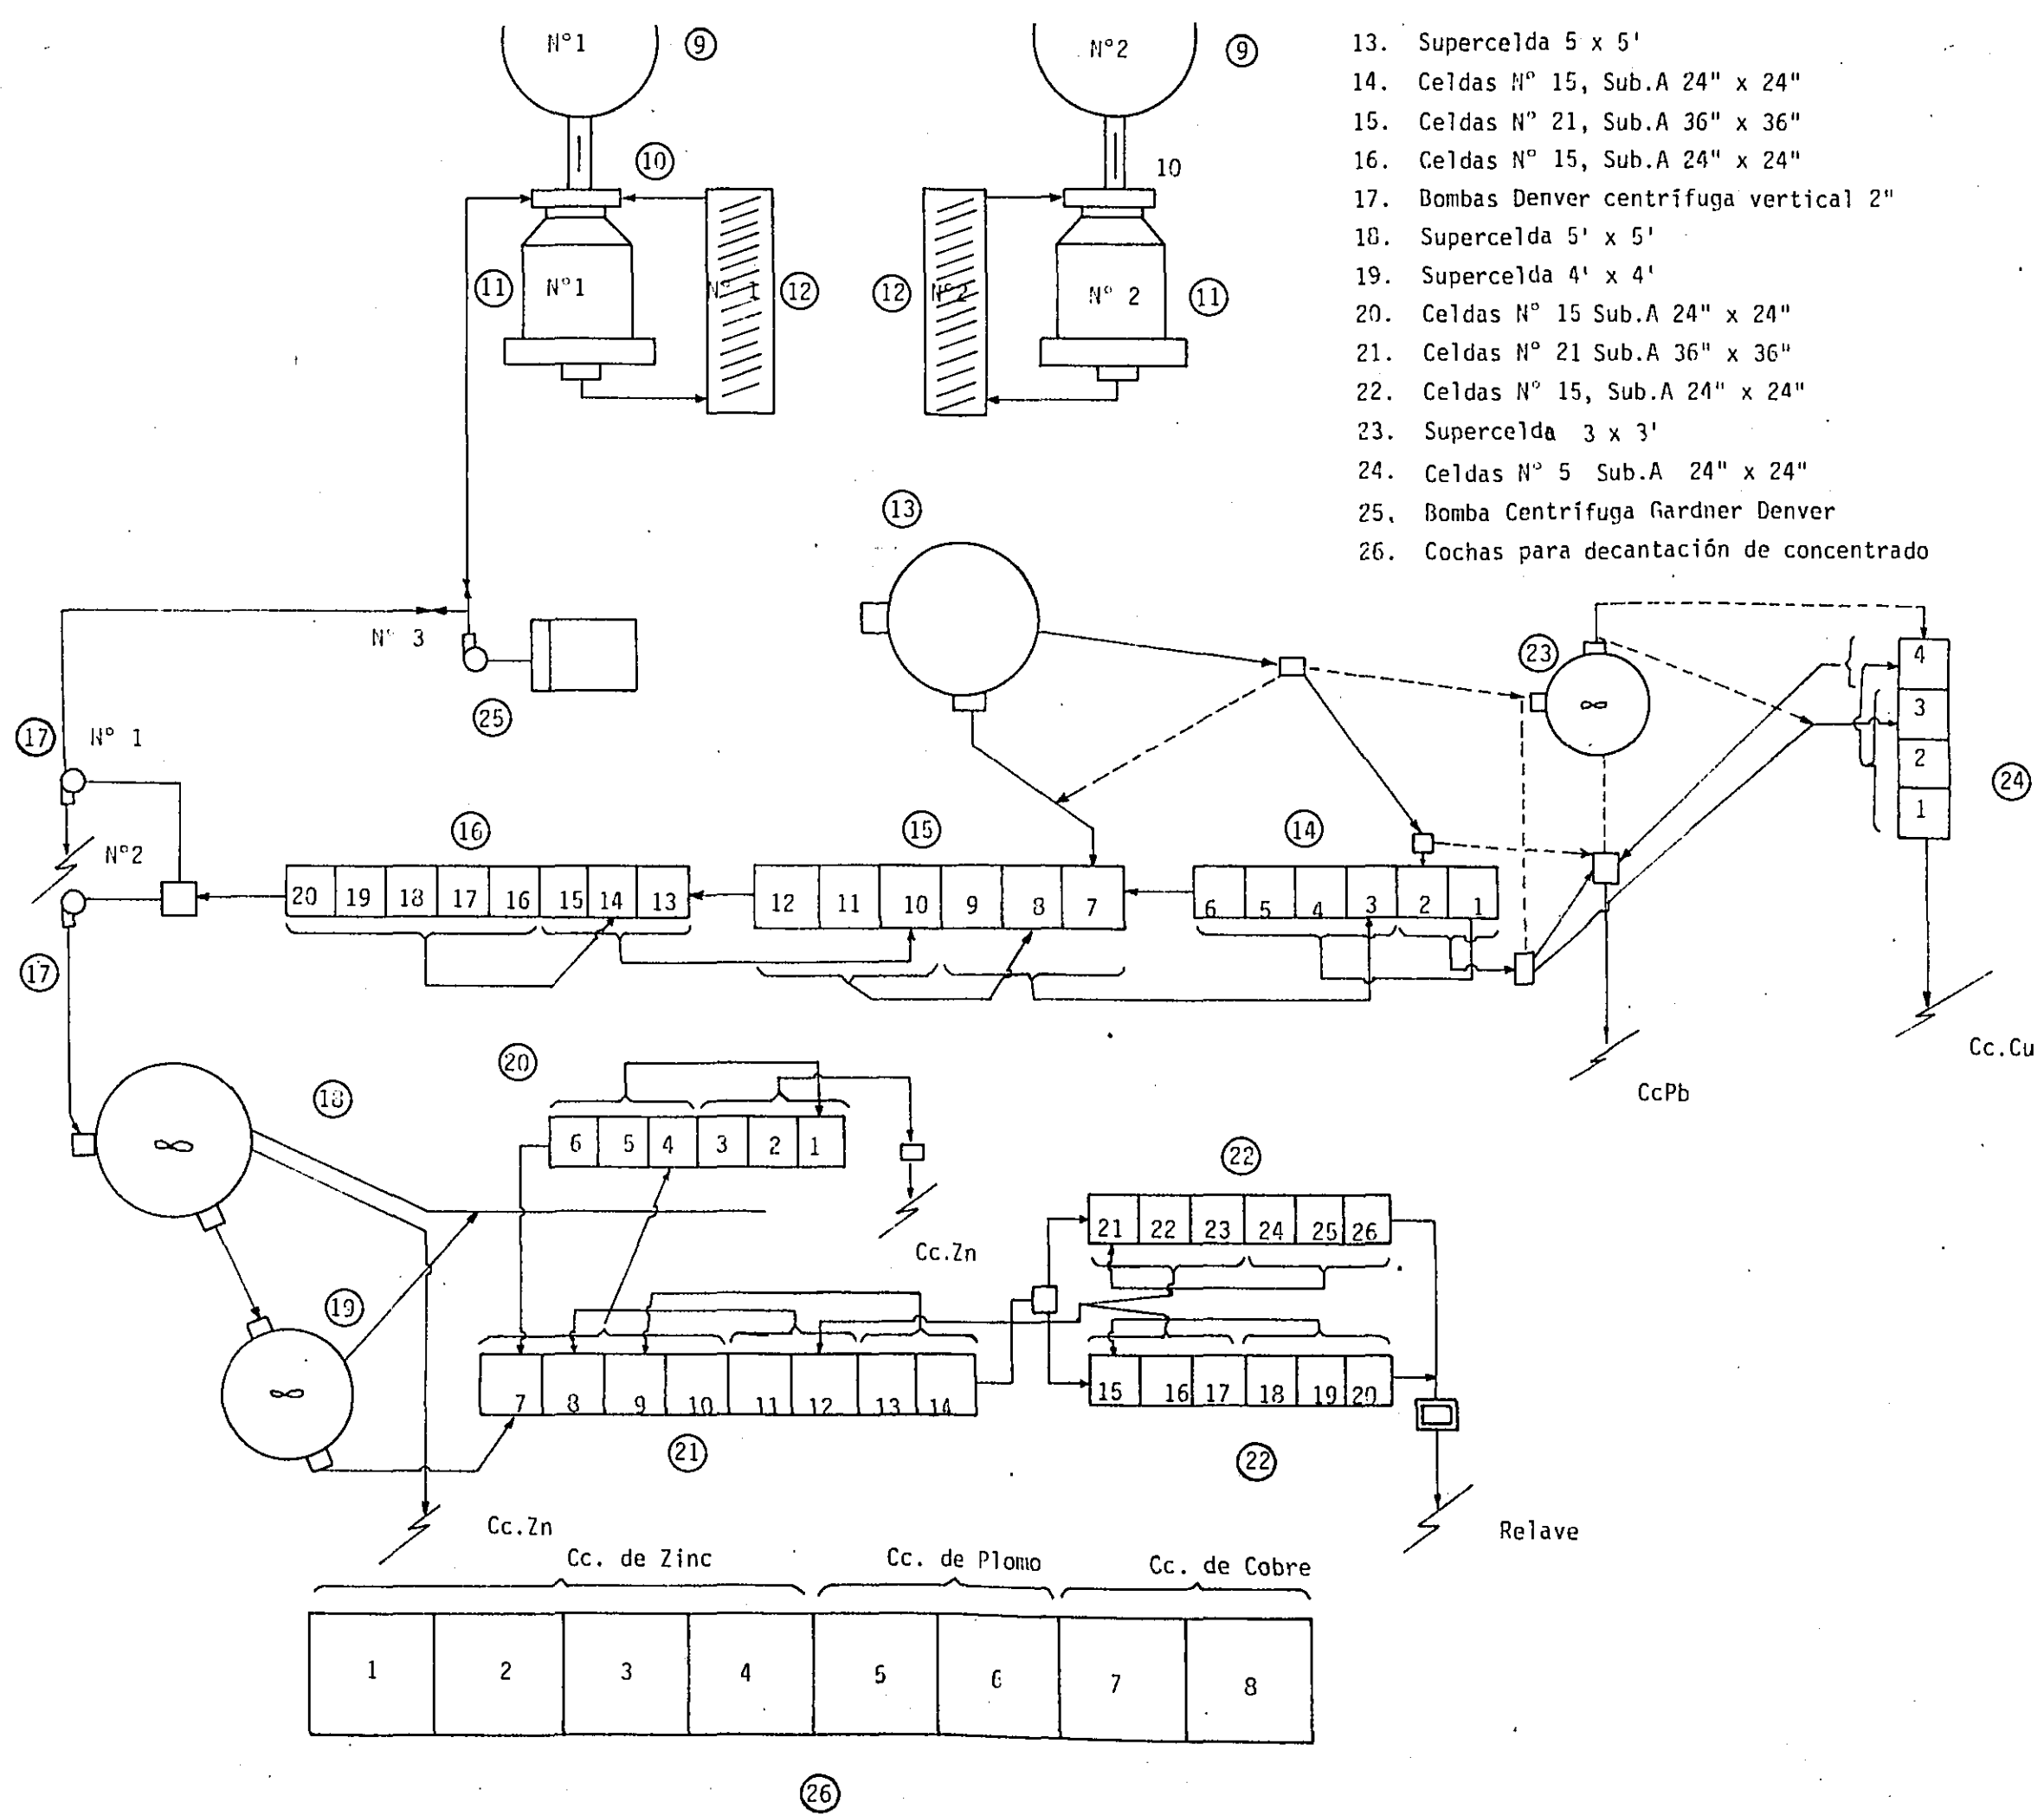 N°1
9
N°2
9
10
10
11
N°1
N° 1
12
12
N°2
N° 2
11
13. Supercelda 5 x 5'
14. Celdas N° 15, Sub.A 24" x 24"
15. Celdas N° 21, Sub.A 36" x 36"
16. Celdas N° 15, Sub.A 24" x 24"
17. Bombas Denver centrífuga vertical 2"
18. Supercelda 5' x 5'
19. Supercelda 4' x 4'
20. Celdas N° 15 Sub.A 24" x 24"
21. Celdas N° 21 Sub.A 36" x 36"
22. Celdas N° 15, Sub.A 24" x 24"
23. Supercelda 3 x 3'
24. Celdas N° 5 Sub.A 24" x 24"
25. Bomba Centrífuga Gardner Denver
26. Cochas para decantación de concentrado
13
N° 3
25
23
4
3
2
1
24
17
N° 1
N°2
17
16
20 19 18 17 16 15 14 13
15
12 11 10 9 8 7
14
6 5 4 3 2 1
Cc.Cu
CcPb
18
20
6 5 4 3 2 1
Cc.Zn
22
21 22 23 24 25 26
19
7 8 9 10 11 12 13 14
21
15 16 17 18 19 20
22
Cc.Zn
Relave
Cc. de Zinc
Cc. de Plomo
Cc. de Cobre
1 2 3 4 5 6 7 8
26